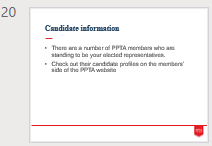 20
Candidate information
• There are a number of PPTA members who are
standing to be your elected representatives.
• Check out their candidate profiles on the members'
side of the PPTA website